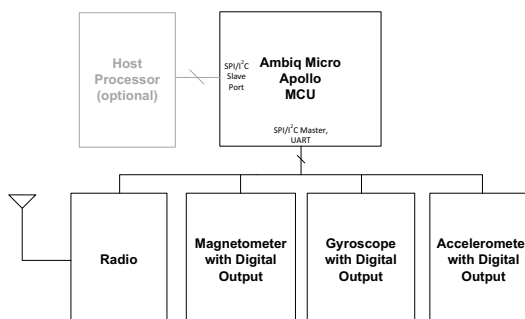 Host
Processor
(optional)
SPI/I²C
Slave
Port
Ambiq Micro
Apollo
MCU
SPI/I²C Master,
UART
Radio
Magnetometer
with Digital
Output
Gyroscope
with Digital
Output
Accelerometer
with Digital
Output